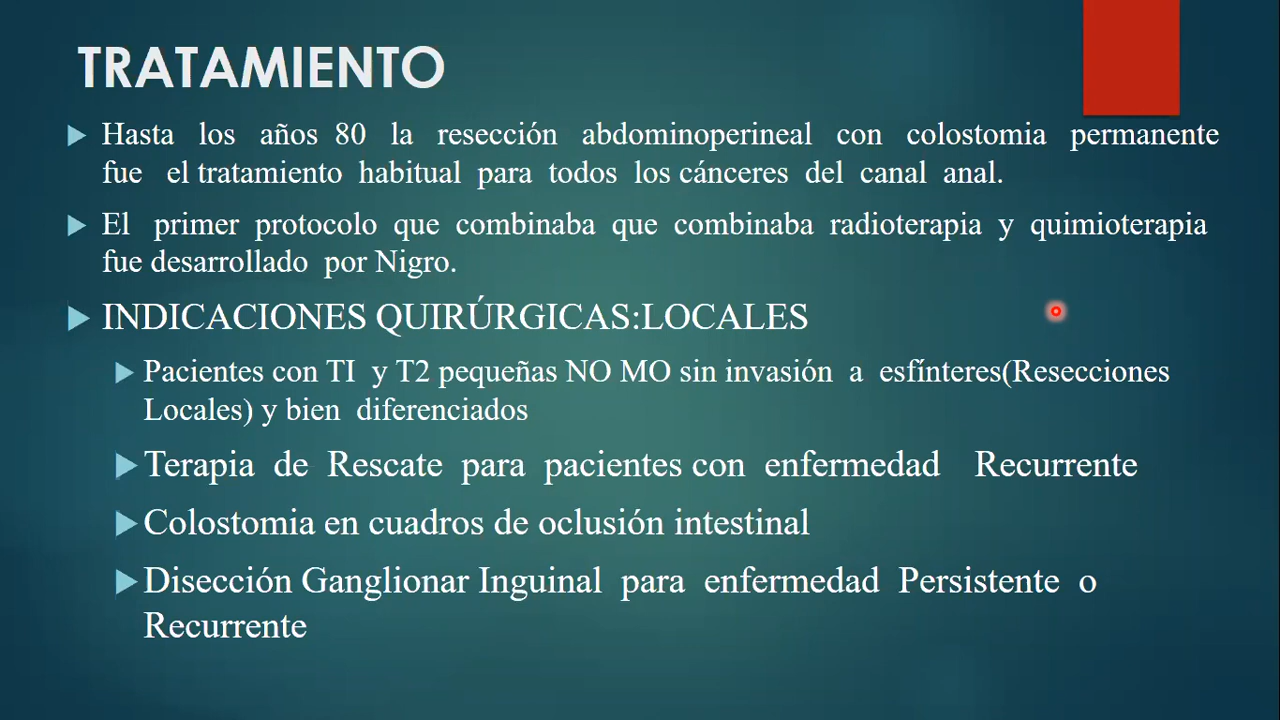 TRATAMIENTO
Hasta los años 80 la resección abdominoperineal con colostomia permanente
fue el tratamiento habitual para todos los cánceres del canal anal.
El primer protocolo que combinaba que combinaba radioterapia y quimioterapia
fue desarrollado por Nigro.
INDICACIONES QUIRÚRGICAS:LOCALES
Pacientes con TI y T2 pequeñas NO MO sin invasión a esfínteres(Resecciones
Locales) y bien diferenciados
Terapia de Rescate para pacientes con enfermedad Recurrente
Colostomia en cuadros de oclusión intestinal
Disección Ganglionar Inguinal para enfermedad Persistente o
Recurrente